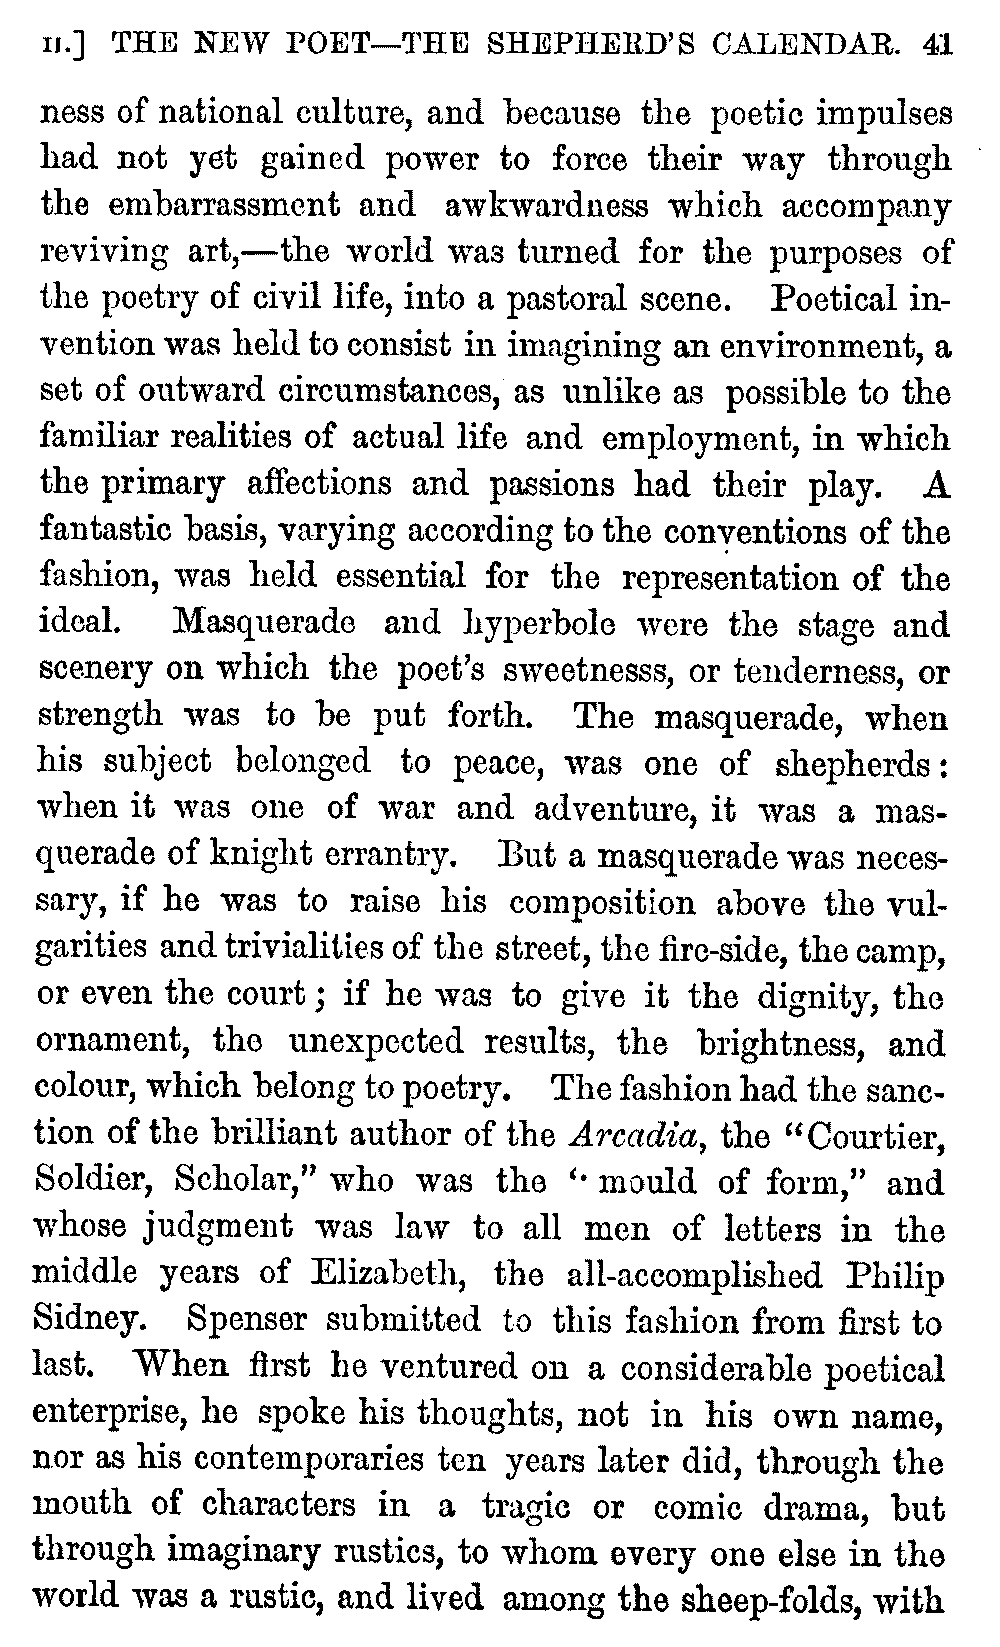 II.] THE NEW POET—THE SHEPHERD'S CALENDAR. 41
ness of national culture, and because the poetic impulses
had not yet gained power to force their way through
the embarrassment and awkwardness which accompany
reviving art,—the world was turned for the purposes of
the poetry of civil life, into a pastoral scene. Poetical in-
vention was held to consist in imagining an environment, a
set of outward circumstances, as unlike as possible to the
familiar realities of actual life and employment, in which
the primary affections and passions had their play. A
fantastic basis, varying according to the conventions of the
fashion, was held essential for the representation of the
ideal. Masquerade and hyperbole were the stage and
scenery on which the poet's sweetnesss, or tenderness, or
strength was to be put forth. The masquerade, when
his subject belonged to peace, was one of shepherds:
when it was one of war and adventure, it was a mas-
querade of knight errantry. But a masquerade was neces-
sary, if he was to raise his composition above the vul-
garities and trivialities of the street, the fire-side, the camp,
or even the court; if he was to give it the dignity, the
ornament, the unexpected results, the brightness, and
colour, which belong to poetry. The fashion had the sanc-
tion of the brilliant author of the Arcadia, the "Courtier,
Soldier, Scholar," who was the "mould of form," and
whose judgment was law to all men of letters in the
middle years of Elizabeth, the all-accomplished Philip
Sidney. Spenser submitted to this fashion from first to
last. When first he ventured on a considerable poetical
enterprise, he spoke his thoughts, not in his own name,
nor as his contemporaries ten years later did, through the
mouth of characters in a tragic or comic drama, but
through imaginary rustics, to whom every one else in the
world was a rustic, and lived among the sheep-folds, with